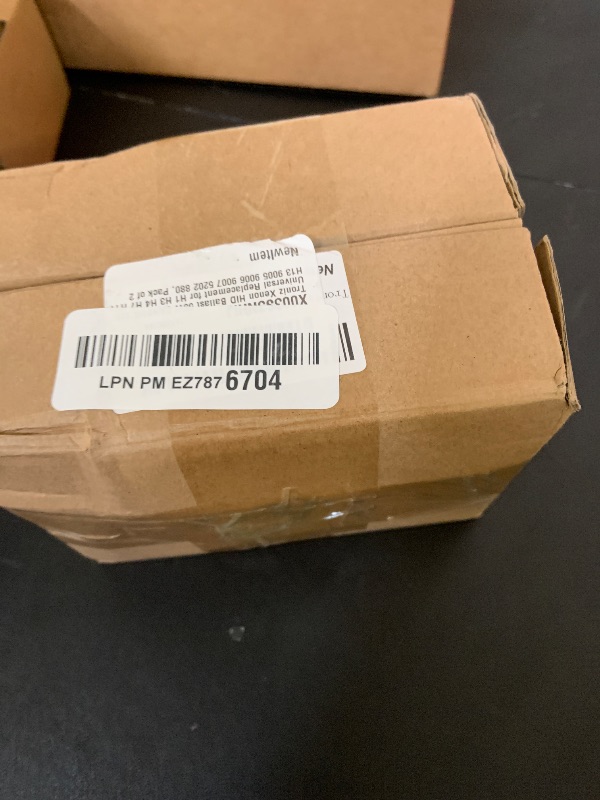 LPN PM EZ787 6704
Troniz Xenon HID Ballast
Universal Replacement for H1 H3 H4 H7
H13 9005 9006 9007 5202 880, Pack of 2
NewItem